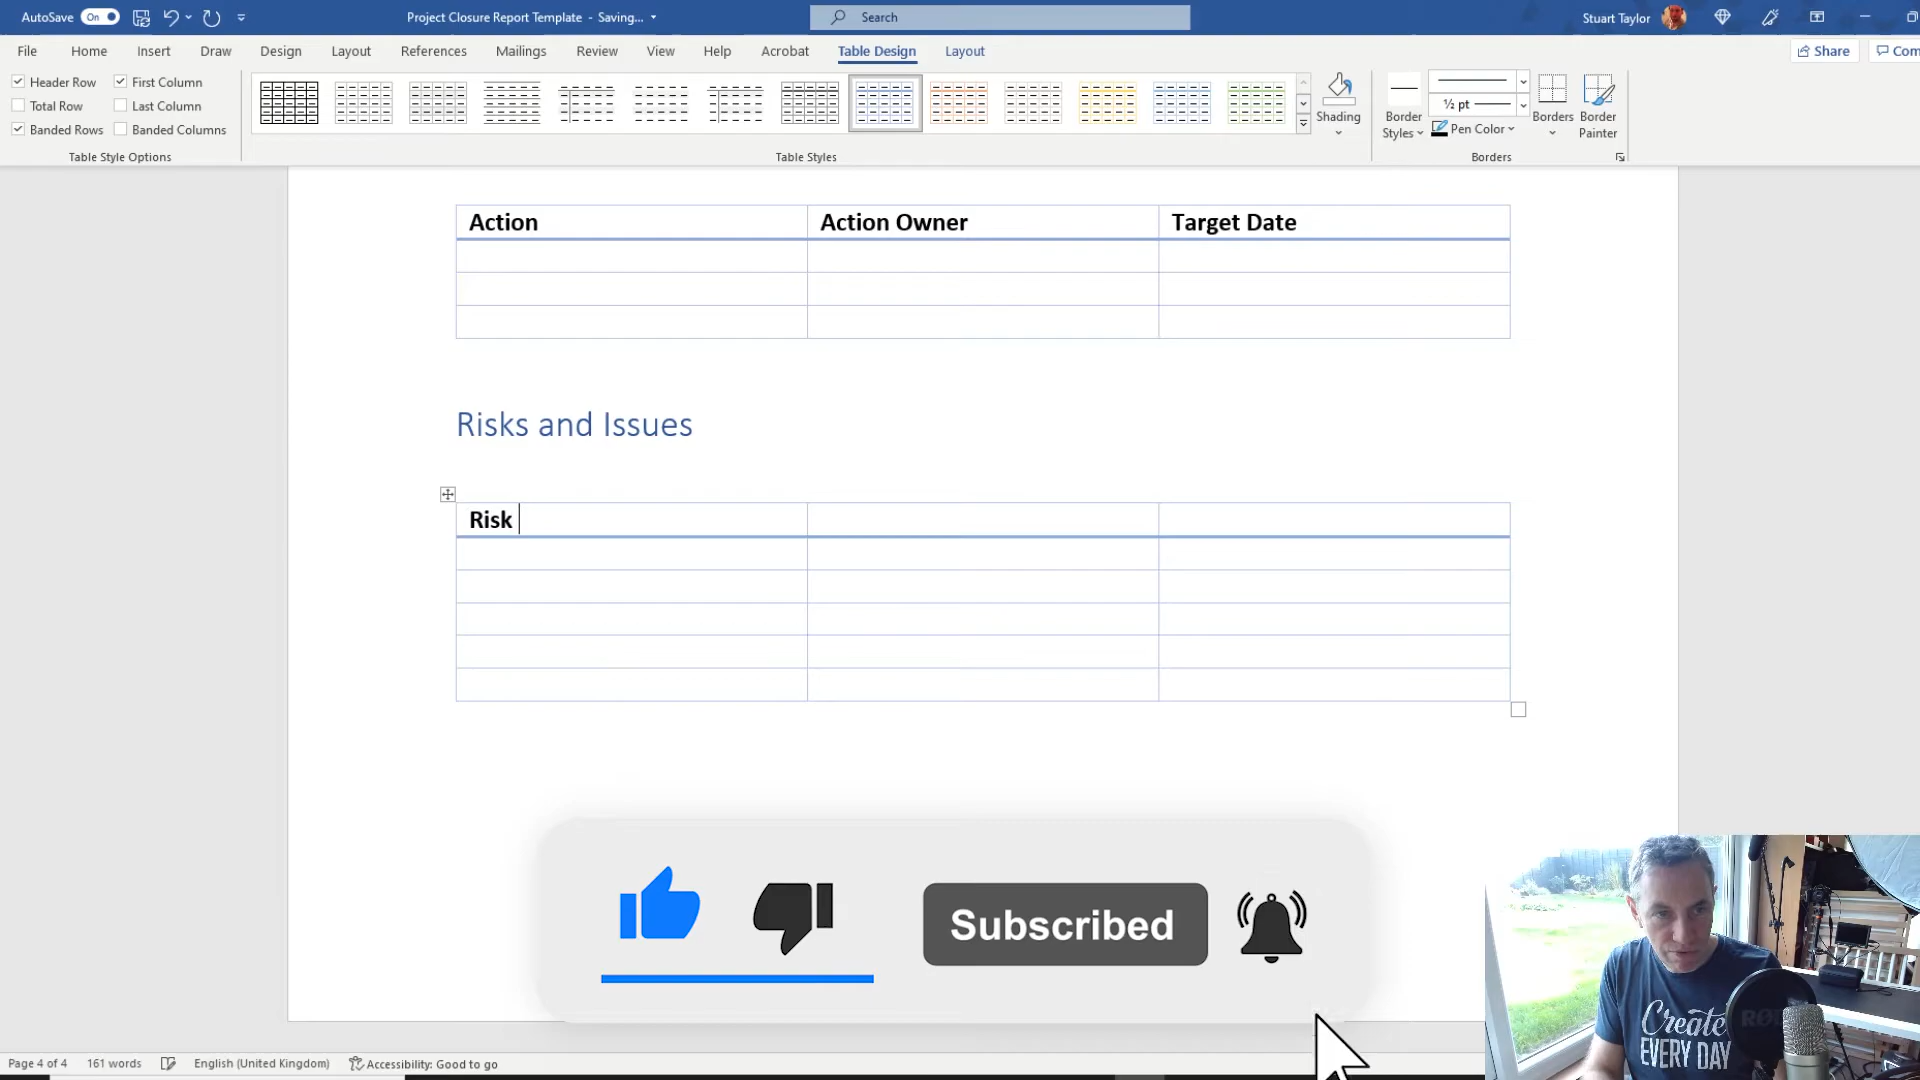 AutoSave On Project Closure Report Template - Saving... Search Stuart Taylor
File Home Insert Draw Design Layout References Mailings Review View Help Acrobat Table Design Layout Share Com
Header Row First Column
Total Row Last Column
Banded Rows Banded Columns
Table Style Options
Table Styles
Shading
Border Styles
½ pt
Pen Color
Borders
Border Painter
Borders
Action Action Owner Target Date
Risks and Issues
Risk
Subscribed
Create
EVERY DAY
Page 4 of 4 161 words English (United Kingdom) Accessibility: Good to go